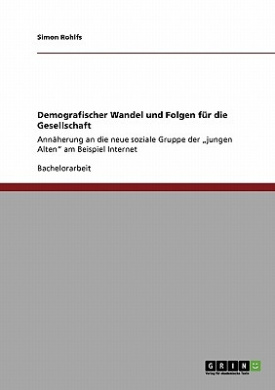 Simon Rohlfs
Demografischer Wandel und Folgen für die
Gesellschaft
Annäherung an die neue soziale Gruppe der „jungen
Alten" am Beispiel Internet
Bachelorarbeit
GRIN